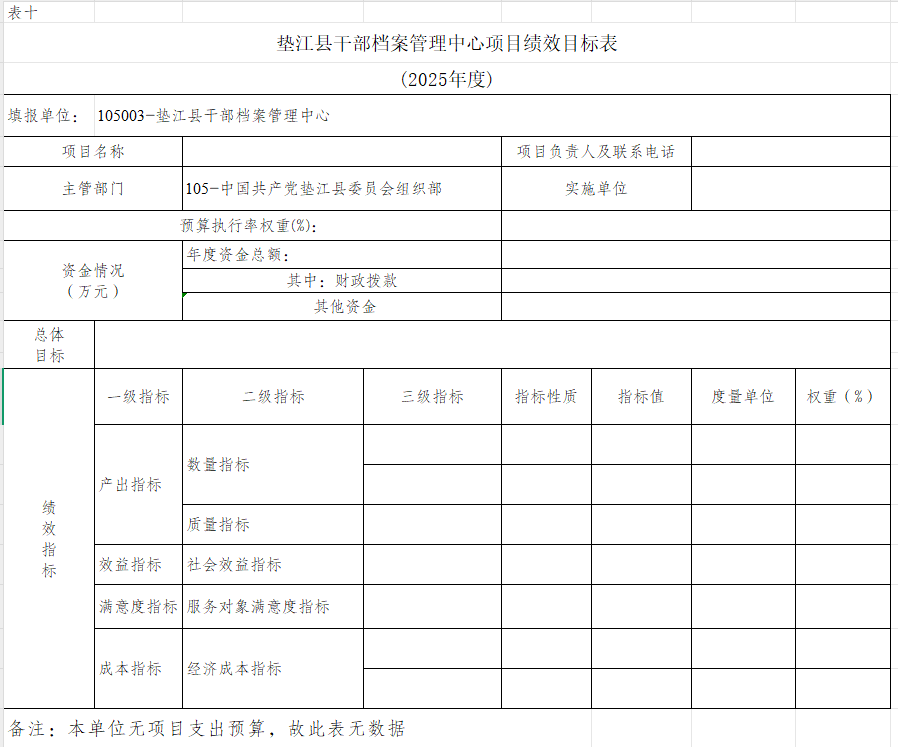 表十
垫江县干部档案管理中心项目绩效目标表
(2025年度)
填报单位: 105003-垫江县干部档案管理中心
项目名称 项目负责人及联系电话
主管部门 105-中国共产党垫江县委员会组织部 实施单位
预算执行率权重(%):
资金情况
(万元)
年度资金总额:
其中: 财政拨款
其他资金
总体
目标
一级指标 二级指标 三级指标 指标性质 指标值 度量单位 权重(%)
绩
效
指
标
产出指标 数量指标
质量指标
效益指标 社会效益指标
满意度指标 服务对象满意度指标
成本指标 经济成本指标
备注: 本单位无项目支出预算, 故此表无数据